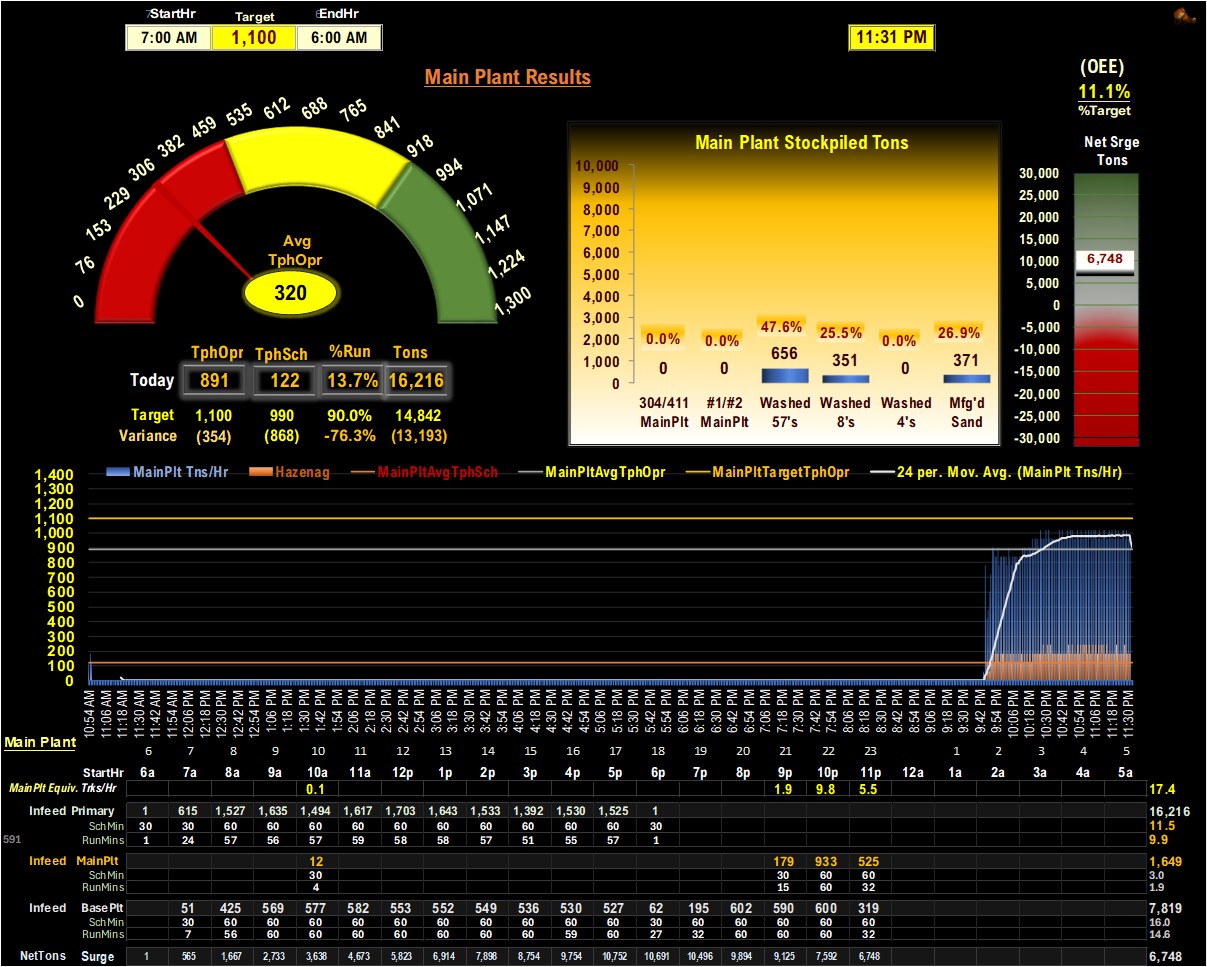 StartHr Target EndHr
7:00 AM 1,100 6:00 AM
11:31 PM
Main Plant Results
(OEE)
11.1%
%Target
0 76 153 229 306 382 459 535 612 688 765 841 918 994 1,071 1,147 1,224 1,300
Avg
TphOpr
320
TphOpr TphSch %Run Tons
Today 891 122 13.7% 16,216
Target 1,100 990 90.0% 14,842
Variance (354) (868) -76.3% (13,193)
Main Plant Stockpiled Tons
10,000
9,000
8,000
7,000
6,000
5,000
4,000
3,000
2,000
1,000
0
0.0% 0.0% 47.6% 25.5% 0.0% 26.9%
0 0 656 351 0 371
304/411 #1/#2 Washed Washed Washed Mfg'd
MainPlt MainPlt 57's 8's 4's Sand
Net Srge
Tons
30,000
25,000
20,000
15,000
10,000
5,000
0
-5,000
-10,000
-15,000
-20,000
-25,000
-30,000
6,748
MainPlt Tns/Hr Hazenag MainPltAvgTphSch MainPltAvgTphOpr MainPltTargetTphOpr 24 per. Mov. Avg. (MainPlt Tns/Hr)
1,400
1,300
1,200
1,100
1,000
900
800
700
600
500
400
300
200
100
0
10:54 AM 11:06 AM 11:18 AM 11:30 AM 11:42 AM 11:54 AM 12:06 PM 12:18 PM 12:30 PM 12:42 PM 12:54 PM 1:06 PM 1:18 PM 1:30 PM 1:42 PM 1:54 PM 2:06 PM 2:18 PM 2:30 PM 2:42 PM 2:54 PM 3:06 PM 3:18 PM 3:30 PM 3:42 PM 3:54 PM 4:06 PM 4:18 PM 4:30 PM 4:42 PM 4:54 PM 5:06 PM 5:18 PM 5:30 PM 5:42 PM 5:54 PM 6:06 PM 6:18 PM 6:30 PM 6:42 PM 6:54 PM 7:06 PM 7:18 PM 7:30 PM 7:42 PM 7:54 PM 8:06 PM 8:18 PM 8:30 PM 8:42 PM 8:54 PM 9:06 PM 9:18 PM 9:30 PM 9:42 PM 9:54 PM 10:06 PM 10:18 PM 10:30 PM 10:42 PM 10:54 PM 11:06 PM 11:18 PM 11:30 PM
Main Plant
6 7 8 9 10 11 12 13 14 15 16 17 18 19 20 21 22 23 1 2 3 4 5
StartHr 6a 7a 8a 9a 10a 11a 12p 1p 2p 3p 4p 5p 6p 7p 8p 9p 10p 11p 12a 1a 2a 3a 4a 5a
MainPlt Equiv. Trks/Hr 0.1 1.9 9.8 5.5 17.4
Infeed Primary 1 615 1,527 1,635 1,494 1,617 1,703 1,643 1,533 1,392 1,530 1,525 1 16,216
SchMin 30 30 60 60 60 60 60 60 60 60 60 60 30 11.5
591 RunMins 1 24 57 56 57 59 58 58 57 51 55 57 1 9.9
Infeed MainPlt 12 179 933 525 1,649
SchMin 30 30 60 60 3.0
RunMins 4 15 60 32 1.9
Infeed BasePlt 51 425 569 577 582 553 552 549 536 530 527 62 195 602 590 600 319 7,819
SchMin 30 60 60 60 60 60 60 60 60 60 60 30 60 60 60 60 60 16.0
RunMins 7 56 60 60 60 60 60 60 60 59 60 27 32 60 60 60 32 14.6
NetTons Surge 1 565 1,667 2,733 3,638 4,673 5,823 6,914 7,898 8,754 9,754 10,752 10,691 10,496 9,894 9,125 7,592 6,748 6,748